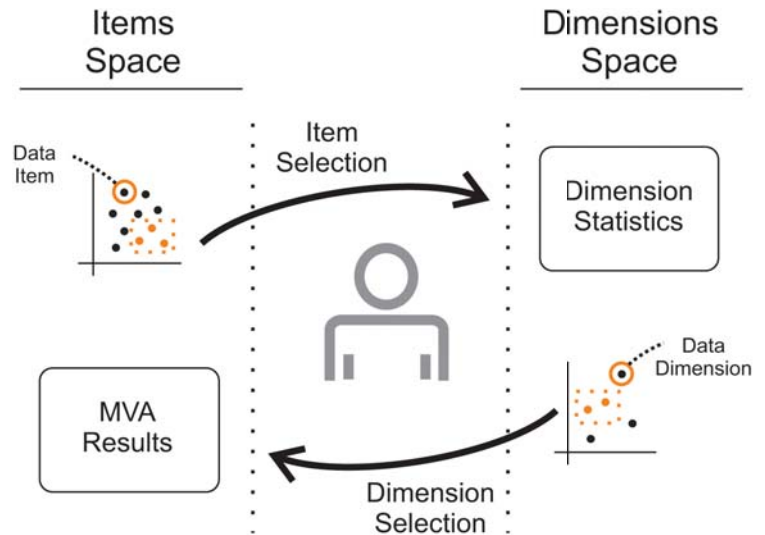 Items
Space
Dimensions
Space
Data
Item
Item
Selection
Dimension
Statistics
MVA
Results
Data
Dimension
Dimension
Selection